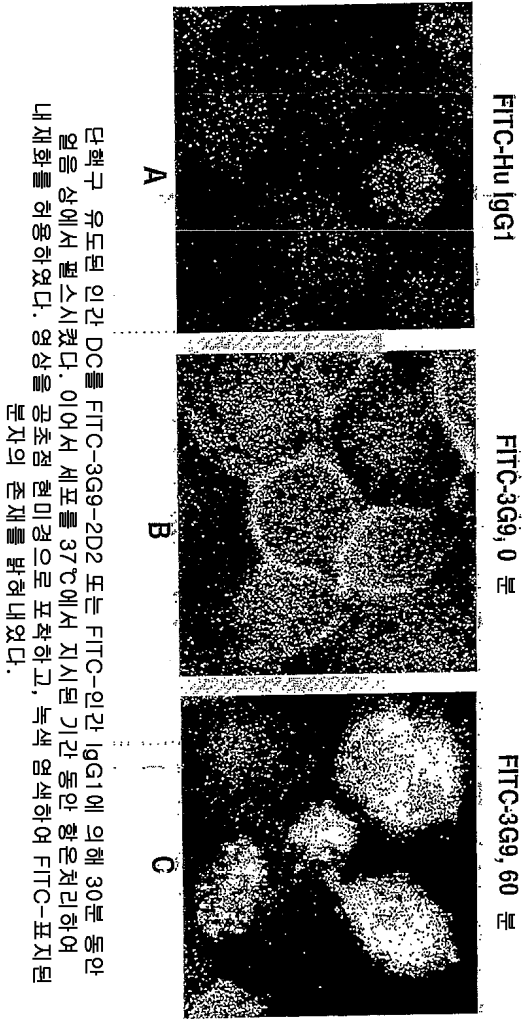 FITC-Hu IgG1
FITC-3G9, 0 분
FITC-3G9, 60 분
A
B
C
단핵구 유도된 인간 DC를 FITC-3G9-2D2 또는 FITC-인간 IgG1에 의해 30분 동안
얼음 상에서 펄스시켰다. 이어서 세포를 37℃에서 지시된 기간 동안 항온처리하여
내재화를 허용하였다. 영상을 공초점 현미경으로 포착하고, 녹색 염색하여 FITC-표지된
분자의 존재를 밝혀내었다.